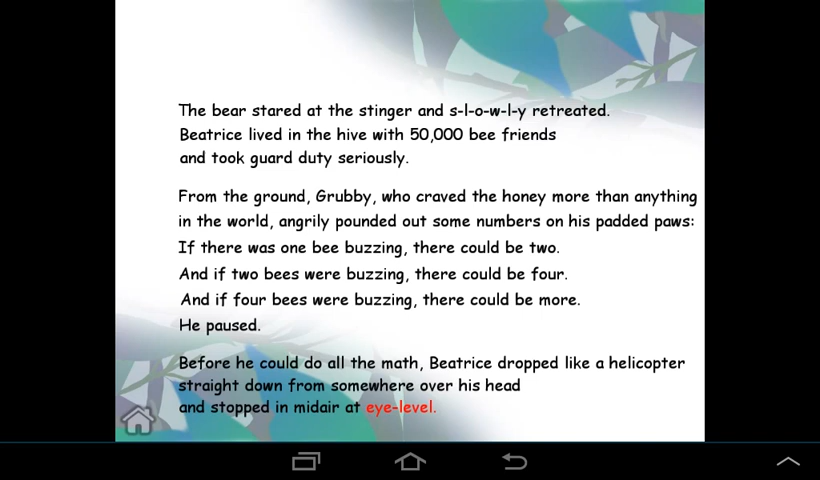 The bear stared at the stinger and s-l-o-w-l-y retreated.
Beatrice lived in the hive with 50,000 bee friends
and took guard duty seriously.
From the ground, Grubby, who craved the honey more than anything
in the world, angrily pounded out some numbers on his padded paws:
If there was one bee buzzing, there could be two.
And if two bees were buzzing, there could be four.
And if four bees were buzzing, there could be more.
He paused.
Before he could do all the math, Beatrice dropped like a helicopter
straight down from somewhere over his head
and stopped in midair at eye-level.